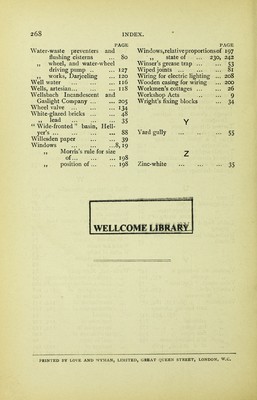 268 INDEX.
PAGE
Water-waste preventers and
flushing cisterns ... 80
„ wheel, and water-wheel
driving pump ... ... 127
„ works, Darjeeling ... 120
Well water ... ... ... 116
Wells, artesian... ... ... 118
Wellsbach Incandescent and
Gaslight Company ... ... 205
Wheel valve ... ... ... 134
White-glazed bricks ... ... 48
„ lead ... ... ... 35
"Wide-fronted" basin, Hell-
yer's ... ... ... ... 88
Willesden paper ... ... 39
Windows ... ... ... 8, 19
„ Morris's rule for size
of... ... ... ... 198
„ position of ... ... 198
PAGE
Windows, relative proportions of 197
„ state of ... 230, 242
Winser's grease trap ... ... 53
Wiped joints ... ... ... 81
Wiring for electric lighting ... 208
Wooden casing for wiring ... 200
Workmen's cottages ... ... 26
Workshop Acts ... ... 9
Wright's fixing blocks ... 34
Y
Yard gully ... ... ... 55
Z
Zinc-white ... ... ... 35
WELLCOME LIBRARY
PRINTED BY LOVE AND WYMAN, LIMITED, GREAT QUEEN STREET, LONDON, W.C.